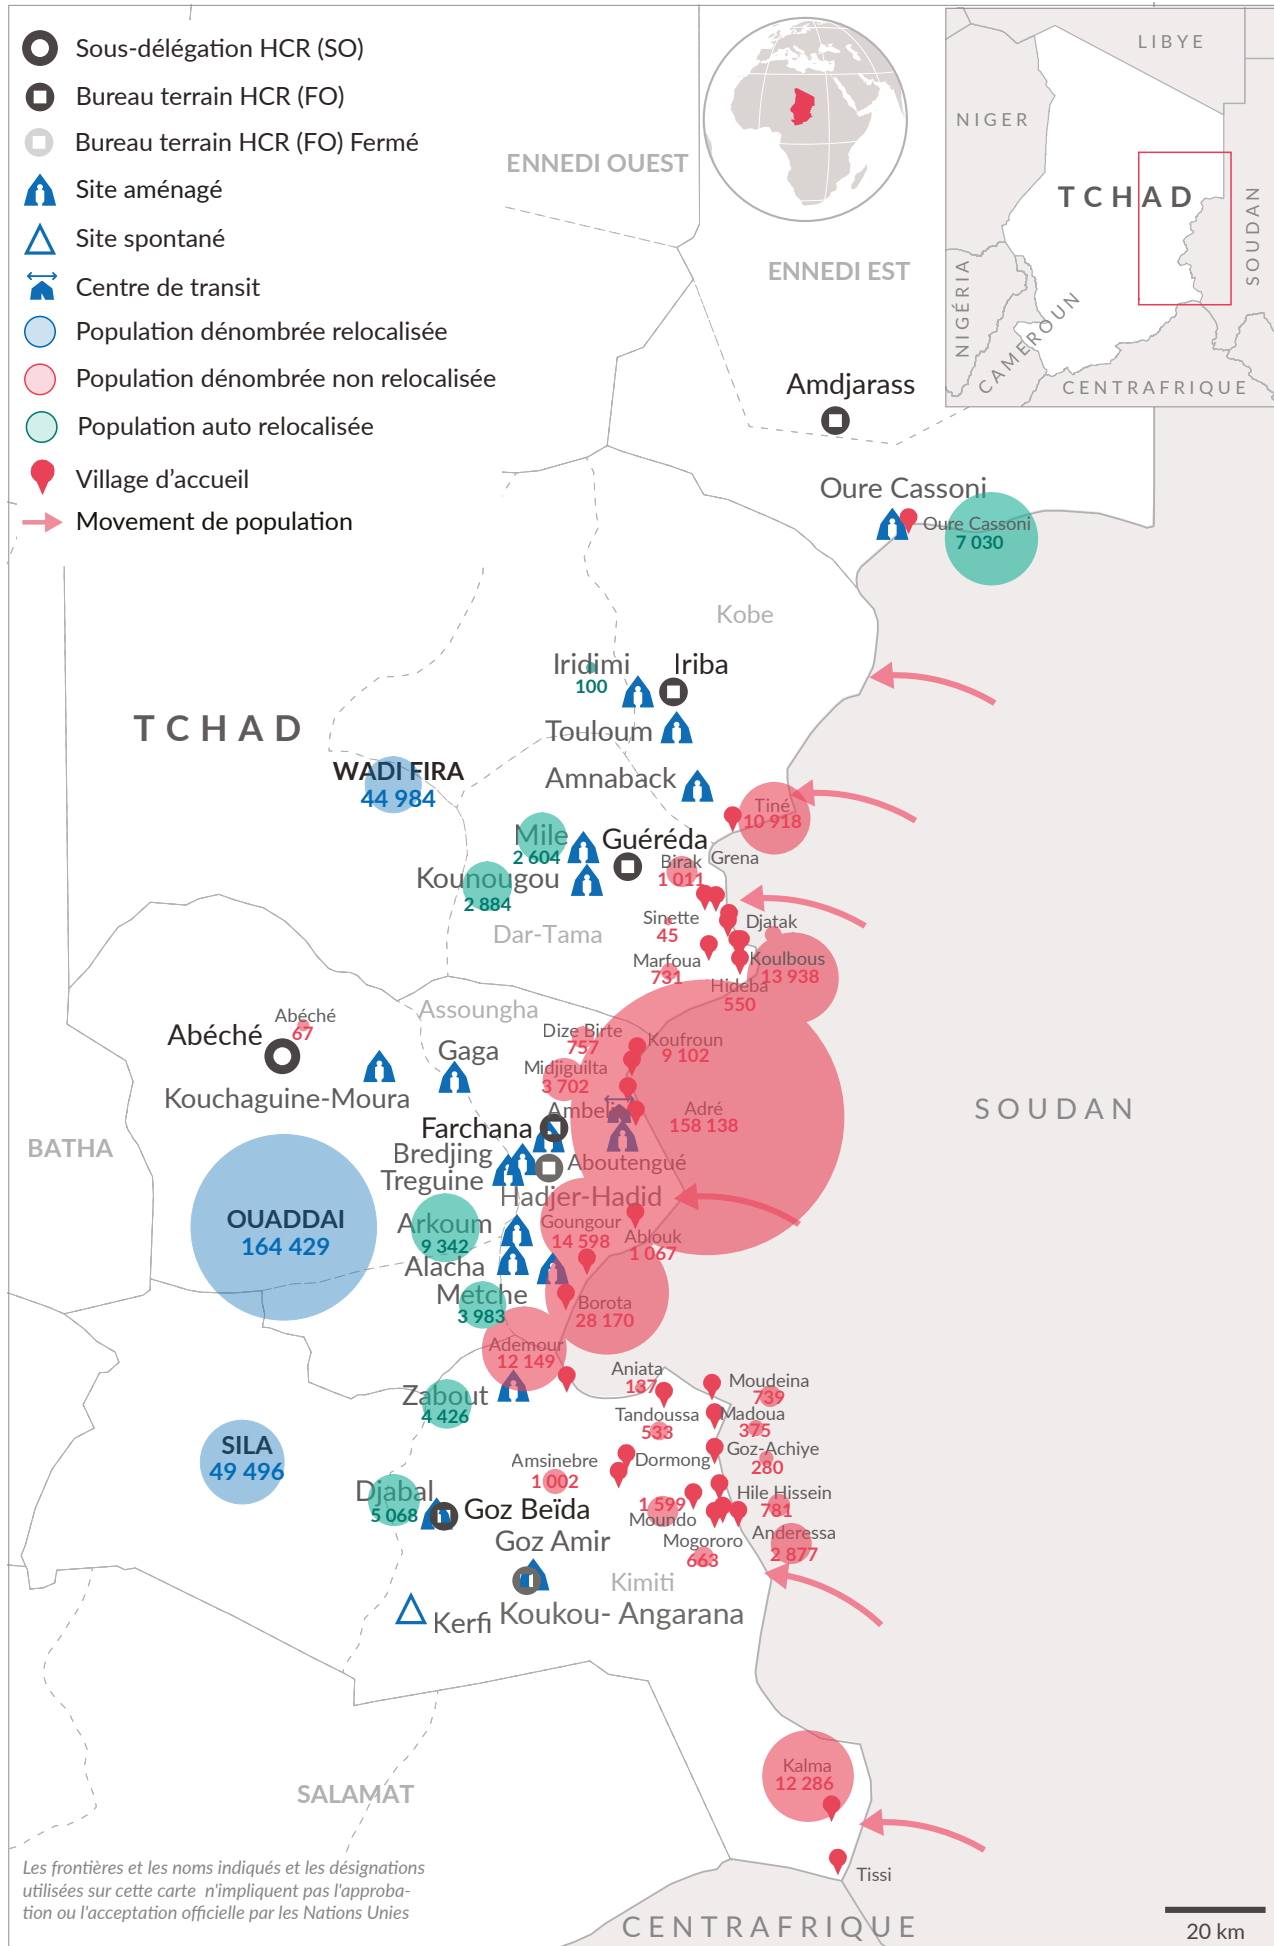 Sous-délégation HCR (SO)
Bureau terrain HCR (FO)
Bureau terrain HCR (FO) Fermé
Site aménagé
Site spontané
Centre de transit
Population dénombrée relocalisée
Population dénombrée non relocalisée
Population auto relocalisée
Village d'accueil
Movement de population
LIBYE
NIGER
TCHAD
SOUDAN
NIGÉRIA
CAMEROUN
CENTRAFRIQUE
ENNEDI OUEST
ENNEDI EST
Amdjarass
Oure Cassoni
Oure Cassoni
7 030
Kobe
Iridimi
100
Iriba
TCHAD
Touloum
WADI FIRA
44 984
Amnaback
Tiné
10 918
Mile
2 604
Guéréda
Birak
1 011
Grena
Kounougou
2 884
Sinette
45
Djatak
Dar-Tama
Marfoua
731
Koulbous
13 938
Hideba
550
Assoungha
Abéché
67
Abéché
Dize Birte
757
Koufroun
9 102
Gaga
Midjiguilta
3 702
Kouchaguine-Moura
Ambelia
Adré
158 138
SOUDAN
Farchana
BATHA
Bredjing
Aboutengué
Treguine
Hadjer-Hadid
OUADDAI
164 429
Arkoum
9 342
Goungour
14 598
Ablouk
1 067
Alacha
Metche
3 983
Borota
28 170
Ademour
12 149
Aniata
137
Moudeina
739
Zabout
4 426
Tandoussa
533
Madoua
375
SILA
49 496
Goz-Achiye
280
Dormong
Amsinebre
1 002
Djabal
5 068
Goz Beïda
1 599
Moundo
Hile Hissein
781
Goz Amir
Mogororo
663
Anderessa
2 877
Kimiti
Kerfi
Koukou- Angarana
Kalma
12 286
SALAMAT
Tissi
Les frontières et les noms indiqués et les désignations
utilisées sur cette carte n'impliquent pas l'approba-
tion ou l'acceptation officielle par les Nations Unies
CENTRAFRIQUE
20 km